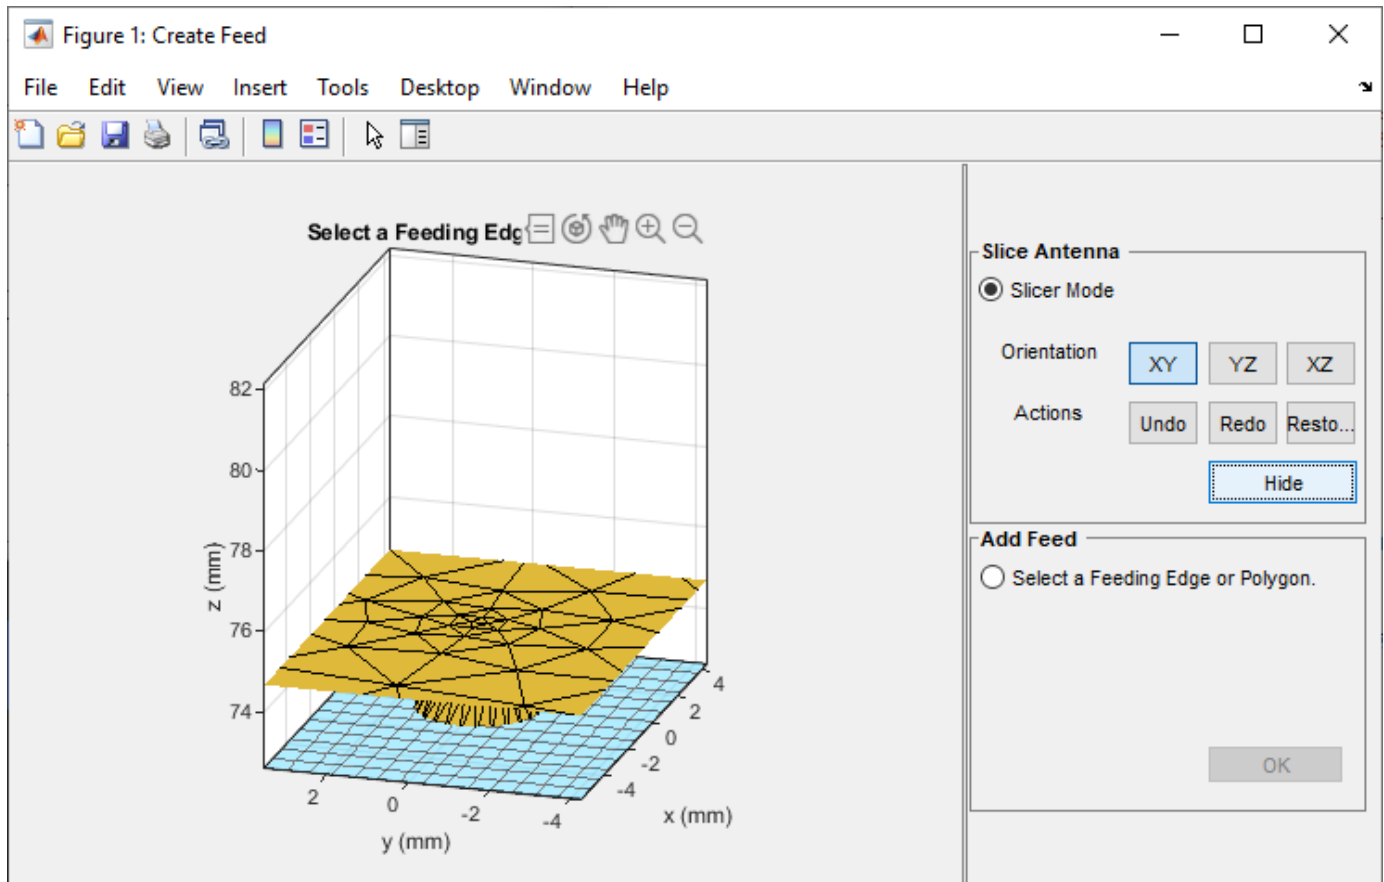 Figure 1: Create Feed
File Edit View Insert Tools Desktop Window Help
Select a Feeding Edg
Slice Antenna
Slicer Mode
Orientation XY YZ XZ
Actions Undo Redo Resto...
Hide
Add Feed
Select a Feeding Edge or Polygon.
OK
82
80
78
76
74
z (mm)
2 0 -2 -4
y (mm)
4
2
0
-2
-4
x (mm)